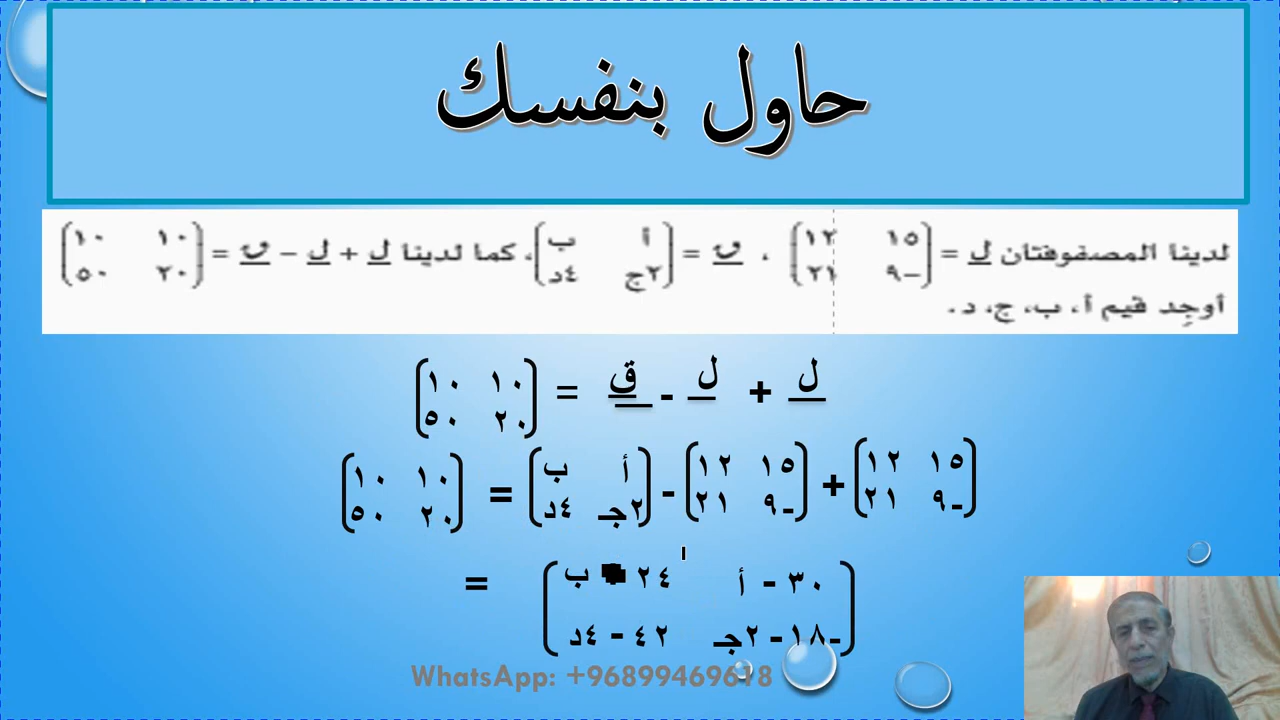 حاول بنفسك
لدينا المصفوفتان ل = [١٥ ١٢ ، ق = [أ ب ، كما لدينا ل + ل – ق = [١٠ ١٠
–٩ ٢١] ٢ج ٤د] ٢٠ ٥٠]
أوجِد قيم أ، ب، ج، د.
ل + ل - ق = [١٠ ١٠
٢٠ ٥٠]
[١٥ ١٢ + [١٥ ١٢ - [أ ب = [١٠ ١٠
-٩ ٢١] -٩ ٢١] ٢جـ ٤د] ٢٠ ٥٠]
[٣٠ - أ ٢٤ ب =
-١٨ - ٢جـ ٤٢ - ٤د]
WhatsApp: +96899469618